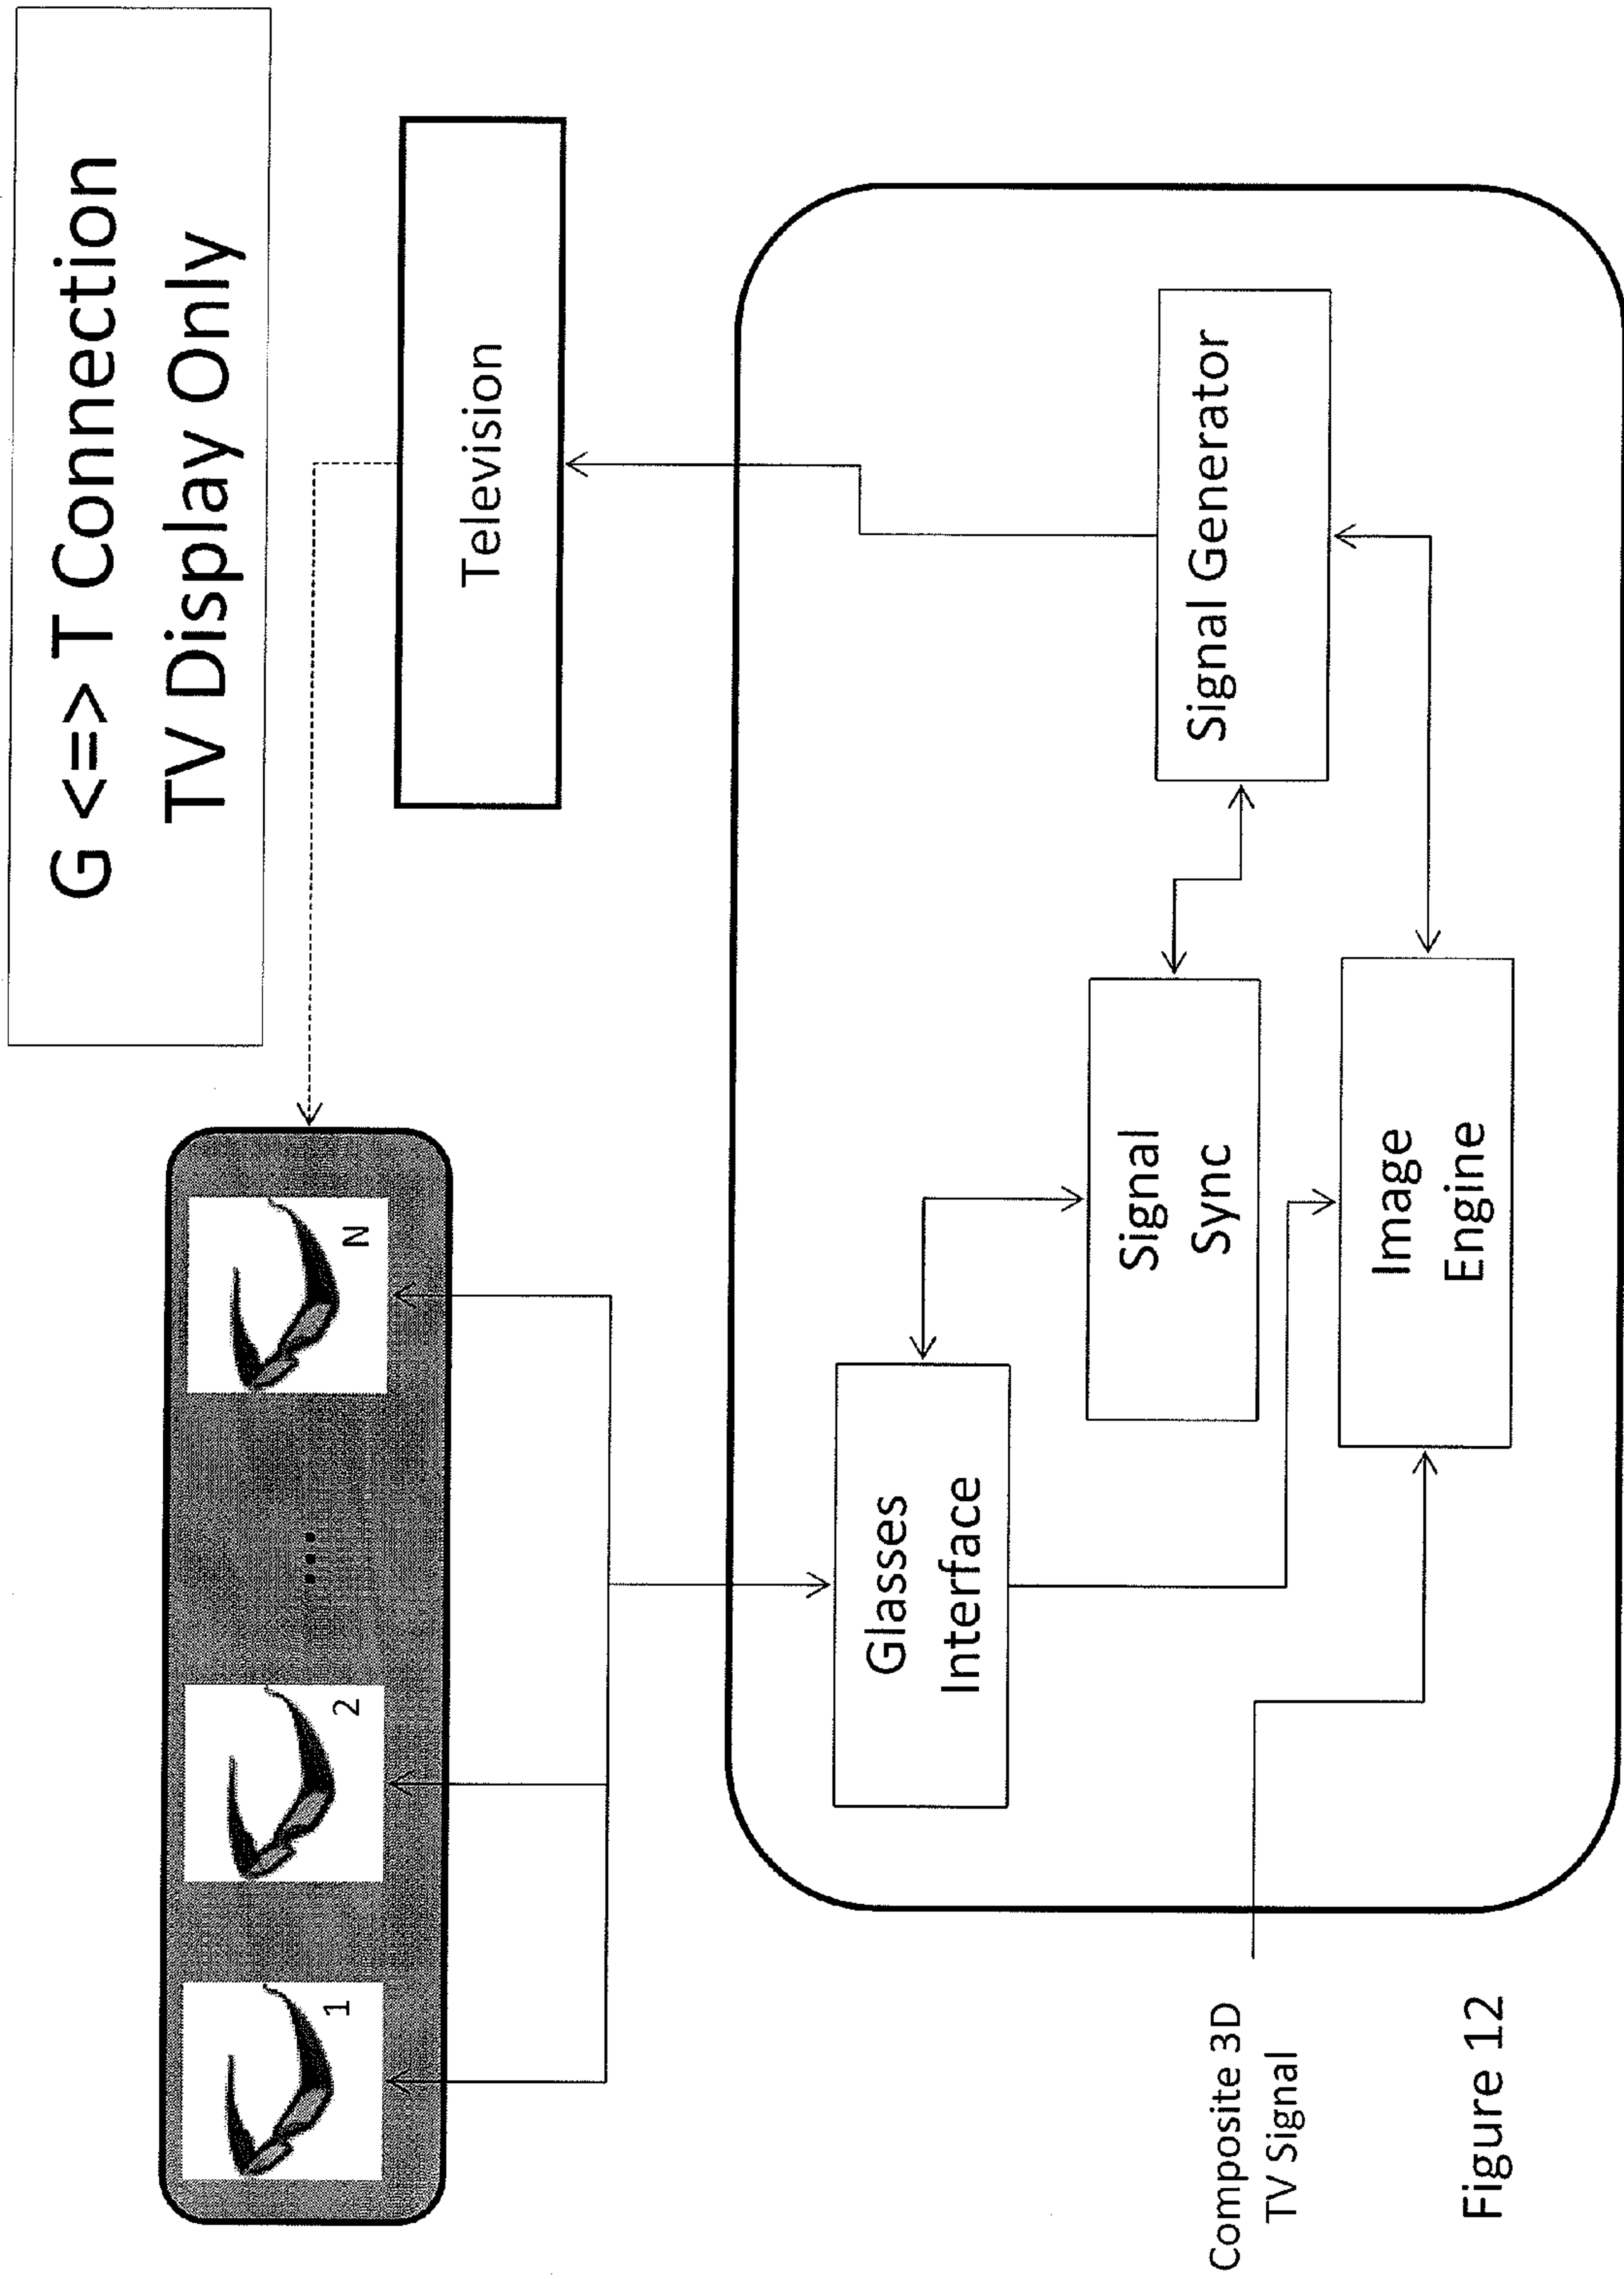 G <=> T Connection
TV Display Only
1
2
....
N
Television
Glasses
Interface
Signal
Sync
Signal Generator
Image
Engine
Composite 3D
TV Signal
Figure 12